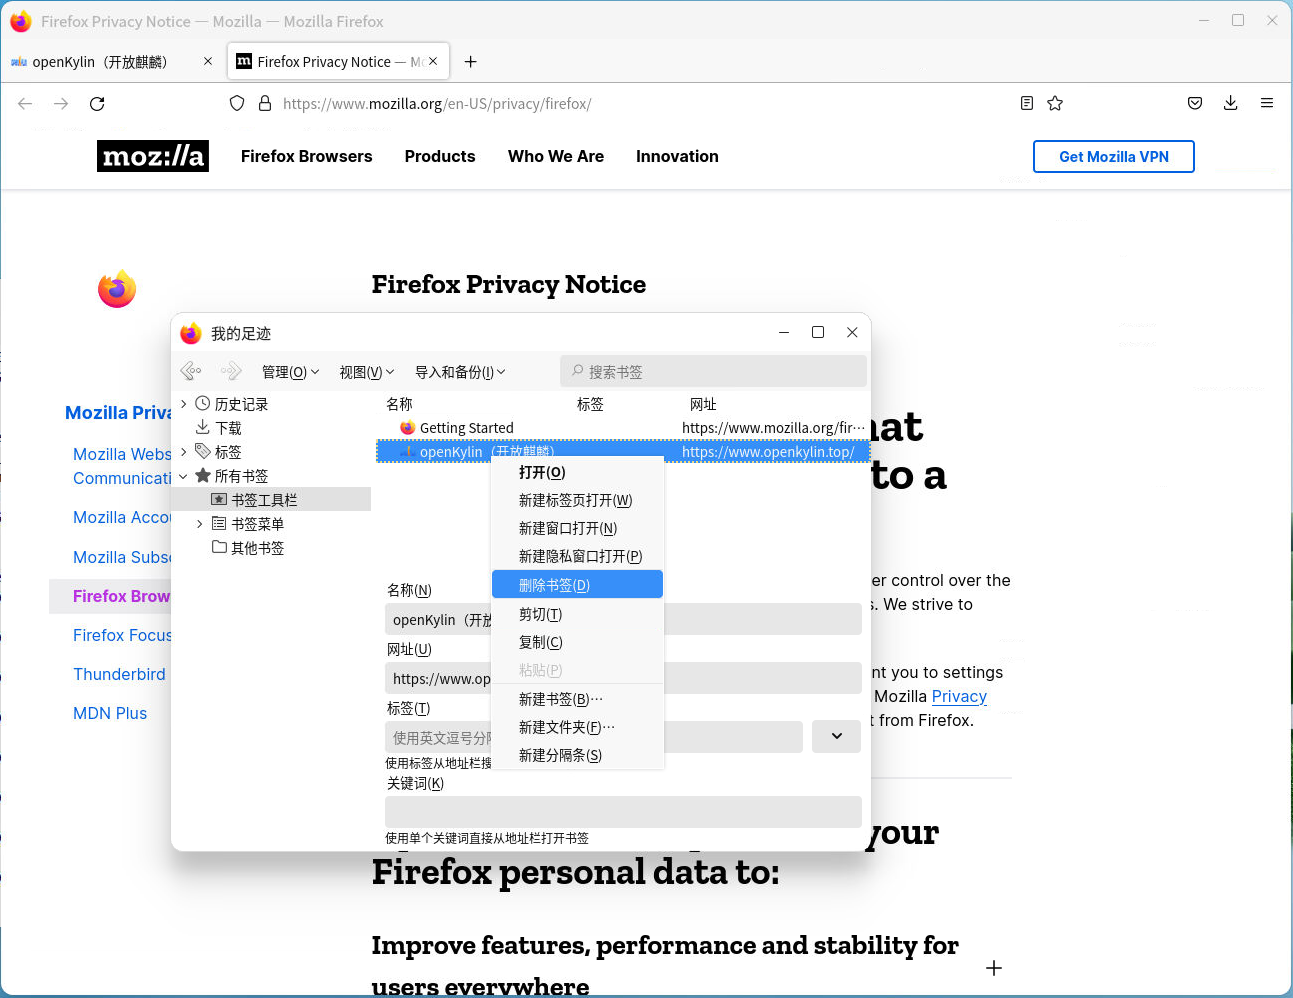 Firefox Privacy Notice — Mozilla — Mozilla Firefox
openKylin（开放麒麟）
Firefox Privacy Notice — Mo
https://www.mozilla.org/en-US/privacy/firefox/
moz://a
Firefox Browsers
Products
Who We Are
Innovation
Get Mozilla VPN
Firefox Privacy Notice
我的足迹
管理(O)
视图(V)
导入和备份(I)
搜索书签
历史记录
下载
标签
所有书签
书签工具栏
书签菜单
其他书签
名称
标签
网址
Getting Started
https://www.mozilla.org/fir…
openKylin（开放麒麟）
https://www.openkylin.top/
打开(O)
新建标签页打开(W)
新建窗口打开(N)
新建隐私窗口打开(P)
删除书签(D)
剪切(T)
复制(C)
粘贴(P)
新建书签(B)…
新建文件夹(F)…
新建分隔条(S)
名称(N)
openKylin（开放
网址(U)
https://www.op
标签(T)
使用英文逗号分隔
使用标签从地址栏搜
关键词(K)
使用单个关键词直接从地址栏打开书签
Mozilla Priva
Mozilla Webs
Communicati
Mozilla Accou
Mozilla Subsc
Firefox Brow
Firefox Focus
Thunderbird
MDN Plus
hat
to a
er control over the
s. We strive to
nt you to settings
Mozilla Privacy
t from Firefox.
your
Firefox personal data to:
Improve features, performance and stability for
users everywhere